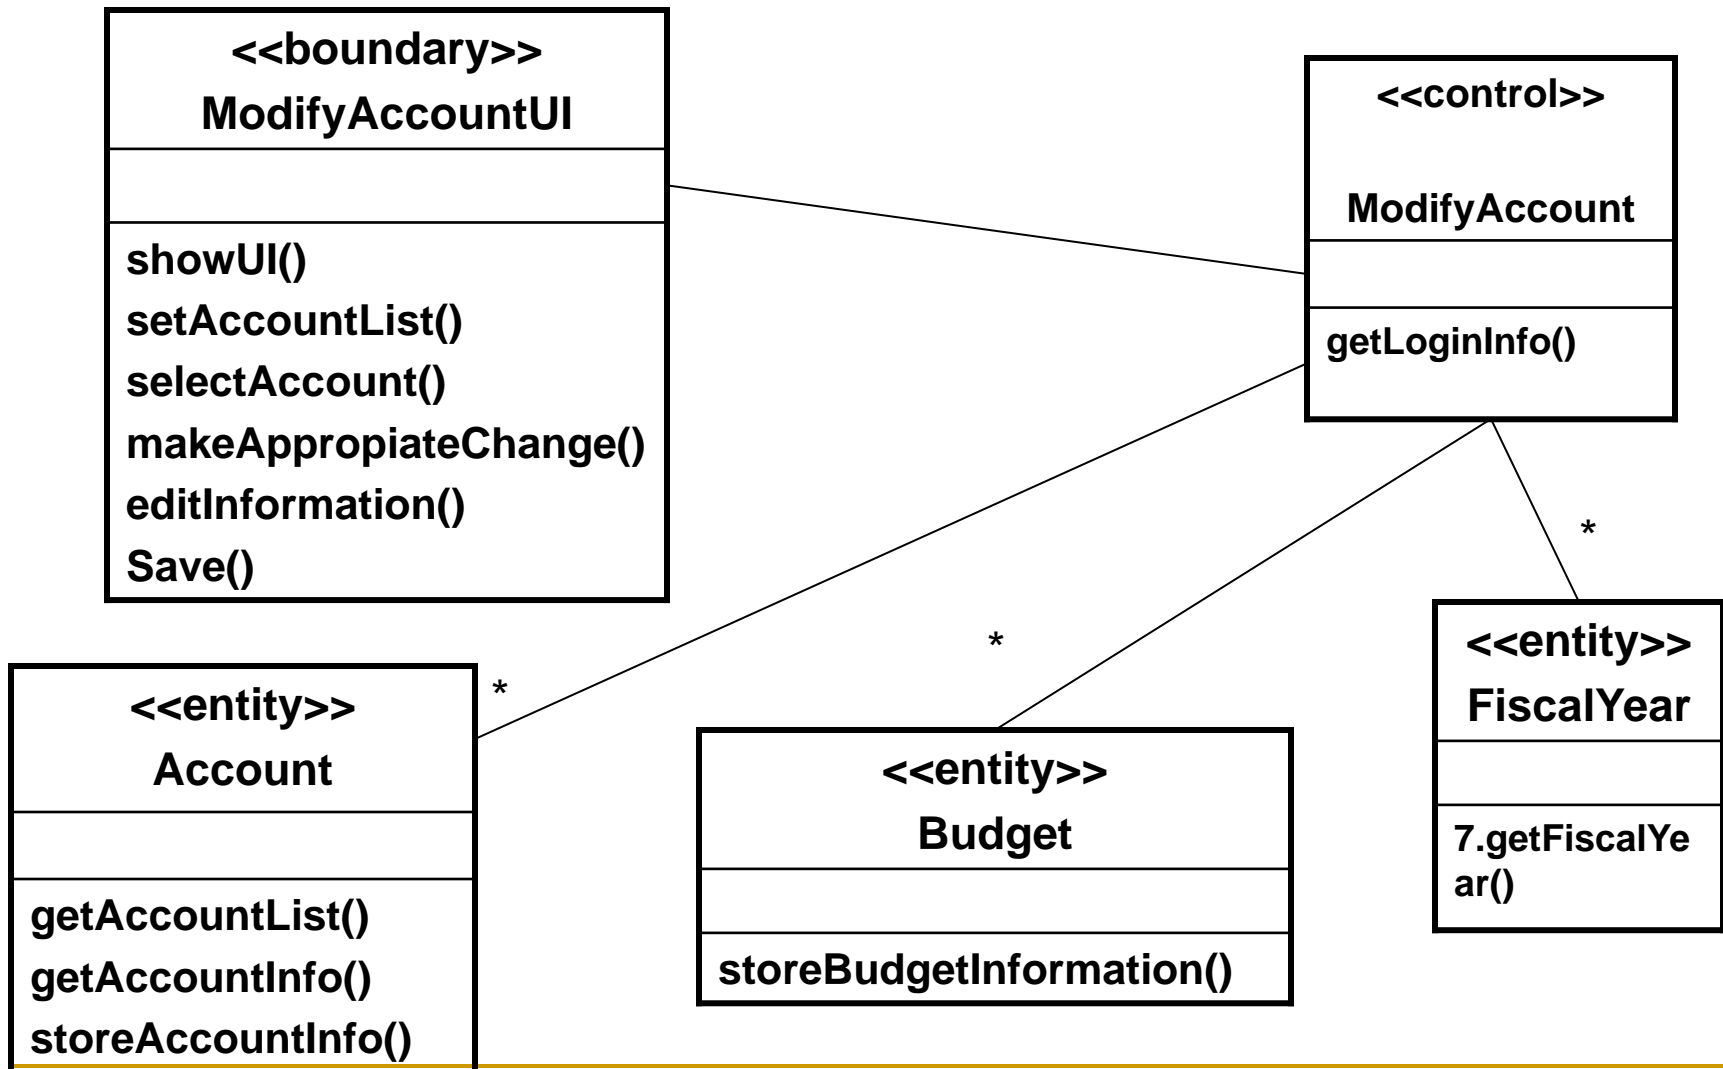 <<boundary>>
ModifyAccountUI
showUI()
setAccountList()
selectAccount()
makeAppropiateChange()
editInformation()
Save()
<<control>>
ModifyAccount
getLoginInfo()
*
*
*
<<entity>>
Account
getAccountList()
getAccountInfo()
storeAccountInfo()
<<entity>>
Budget
storeBudgetInformation()
<<entity>>
FiscalYear
7.getFiscalYe
ar()